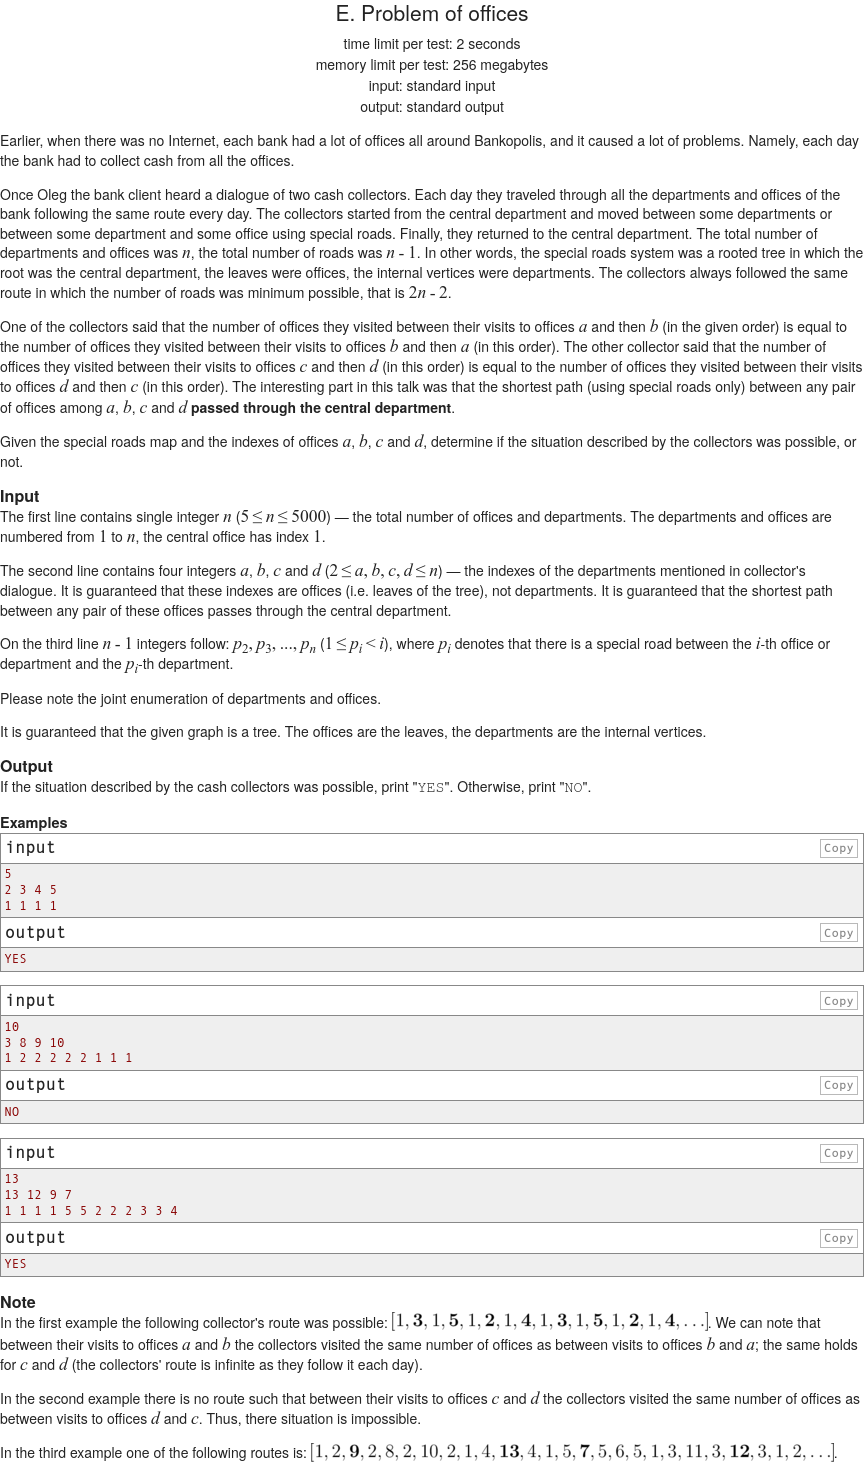 E. Problem of offices
time limit per test: 2 seconds
memory limit per test: 256 megabytes
input: standard input
output: standard output
Earlier, when there was no Internet, each bank had a lot of offices all around Bankopolis, and it caused a lot of problems. Namely, each day
the bank had to collect cash from all the offices.
Once Oleg the bank client heard a dialogue of two cash collectors. Each day they traveled through all the departments and offices of the
bank following the same route every day. The collectors started from the central department and moved between some departments or
between some department and some office using special roads. Finally, they returned to the central department. The total number of
departments and offices was n, the total number of roads was n - 1. In other words, the special roads system was a rooted tree in which the
root was the central department, the leaves were offices, the internal vertices were departments. The collectors always followed the same
route in which the number of roads was minimum possible, that is 2n - 2.
One of the collectors said that the number of offices they visited between their visits to offices a and then b (in the given order) is equal to
the number of offices they visited between their visits to offices b and then a (in this order). The other collector said that the number of
offices they visited between their visits to offices c and then d (in this order) is equal to the number of offices they visited between their visits
to offices d and then c (in this order). The interesting part in this talk was that the shortest path (using special roads only) between any pair
of offices among a, b, c and d passed through the central department.
Given the special roads map and the indexes of offices a, b, c and d, determine if the situation described by the collectors was possible, or
not.
Input
The first line contains single integer n (5 ≤ n ≤ 5000) — the total number of offices and departments. The departments and offices are
numbered from 1 to n, the central office has index 1.
The second line contains four integers a, b, c and d (2 ≤ a, b, c, d ≤ n) — the indexes of the departments mentioned in collector's
dialogue. It is guaranteed that these indexes are offices (i.e. leaves of the tree), not departments. It is guaranteed that the shortest path
between any pair of these offices passes through the central department.
On the third line n - 1 integers follow: p2, p3, ..., pn (1 ≤ pi < i), where pi denotes that there is a special road between the i-th office or
department and the pi-th department.
Please note the joint enumeration of departments and offices.
It is guaranteed that the given graph is a tree. The offices are the leaves, the departments are the internal vertices.
Output
If the situation described by the cash collectors was possible, print "YES". Otherwise, print "NO".
Examples
input
Copy
5
2 3 4 5
1 1 1 1
output
Copy
YES
input
Copy
10
3 8 9 10
1 2 2 2 2 2 1 1 1
output
Copy
NO
input
Copy
13
13 12 9 7
1 1 1 1 5 5 2 2 2 3 3 4
output
Copy
YES
Note
In the first example the following collector's route was possible: [1, 3, 1, 5, 1, 2, 1, 4, 1, 3, 1, 5, 1, 2, 1, 4, ...]. We can note that
between their visits to offices a and b the collectors visited the same number of offices as between visits to offices b and a; the same holds
for c and d (the collectors' route is infinite as they follow it each day).
In the second example there is no route such that between their visits to offices c and d the collectors visited the same number of offices as
between visits to offices d and c. Thus, there situation is impossible.
In the third example one of the following routes is: [1, 2, 9, 2, 8, 2, 10, 2, 1, 4, 13, 4, 1, 5, 7, 5, 6, 5, 1, 3, 11, 3, 12, 3, 1, 2, ...].